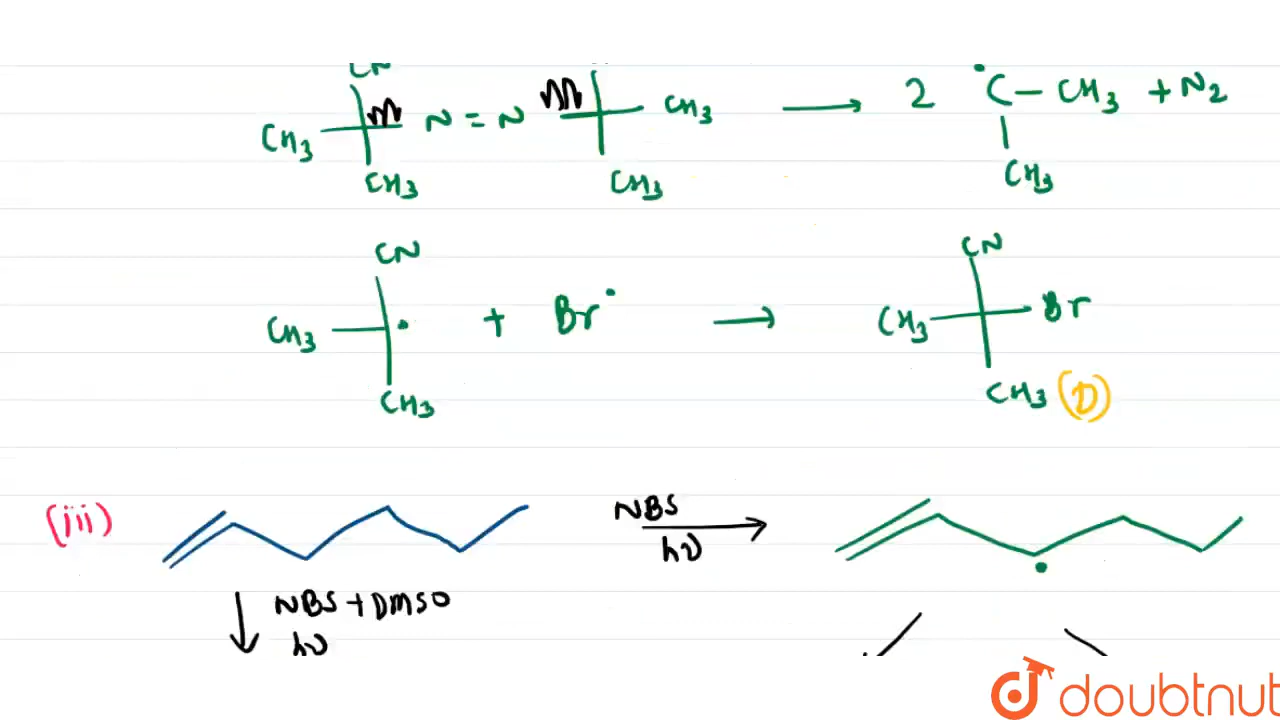 CN
CH3 N = N CH3 ⟶ 2 •C – CH3 + N2
CH3 CH3 CH3
CN CN
CH3 • + Br• ⟶ CH3 Br
CH3 CH3 (D)
(iii) NBS
hν
NBS + DMSO
hν
doubtnut